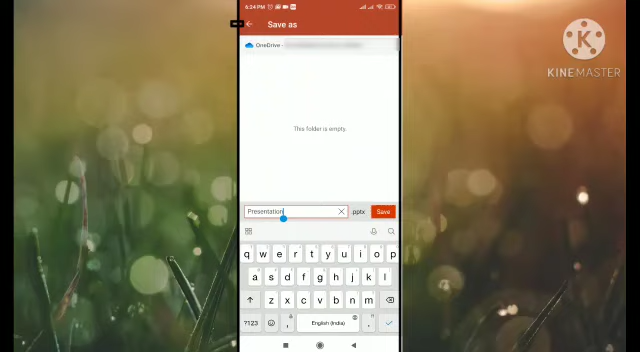 6:24 PM
Save as
K
KINEMASTER
OneDrive -
This folder is empty.
Presentation
.pptx
Save
q w e r t y u i o p
a s d f g h j k l
z x c v b n m
?123
,
English (India)
.